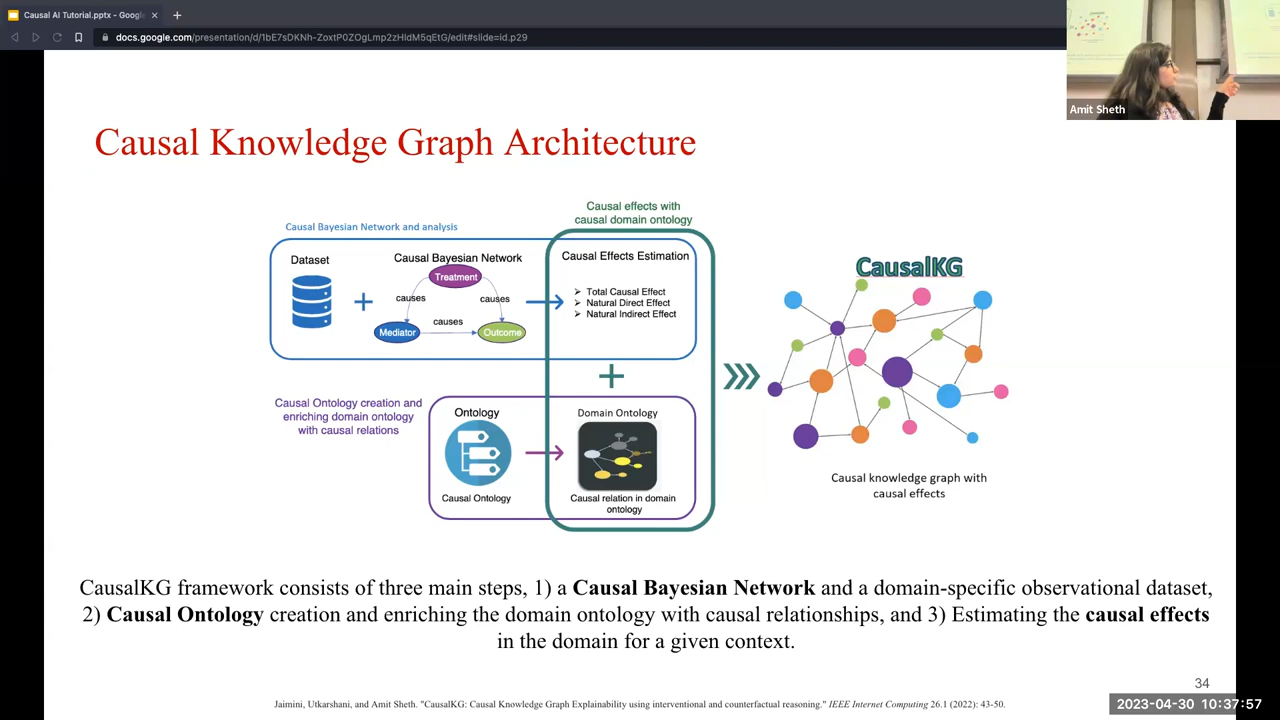 Causal AI Tutorial.pptx - Google
docs.google.com/presentation/d/1bE7sDKNh-ZoxtP0ZOgLmp2zHldM5qEtG/edit#slide=id.p29
Amit Sheth
Causal Knowledge Graph Architecture
Causal effects with
causal domain ontology
Causal Bayesian Network and analysis
Dataset
Causal Bayesian Network
Treatment
causes
causes
causes
Mediator
Outcome
Causal Effects Estimation
➢ Total Causal Effect
➢ Natural Direct Effect
➢ Natural Indirect Effect
+
+
Causal Ontology creation and
enriching domain ontology
with causal relations
Ontology
Causal Ontology
Domain Ontology
Causal relation in domain
ontology
CausalKG
Causal knowledge graph with
causal effects
CausalKG framework consists of three main steps, 1) a Causal Bayesian Network and a domain-specific observational dataset,
2) Causal Ontology creation and enriching the domain ontology with causal relationships, and 3) Estimating the causal effects
in the domain for a given context.
34
Jaimini, Utkarshani, and Amit Sheth. "CausalKG: Causal Knowledge Graph Explainability using interventional and counterfactual reasoning." IEEE Internet Computing 26.1 (2022): 43-50.
2023-04-30 10:37:57